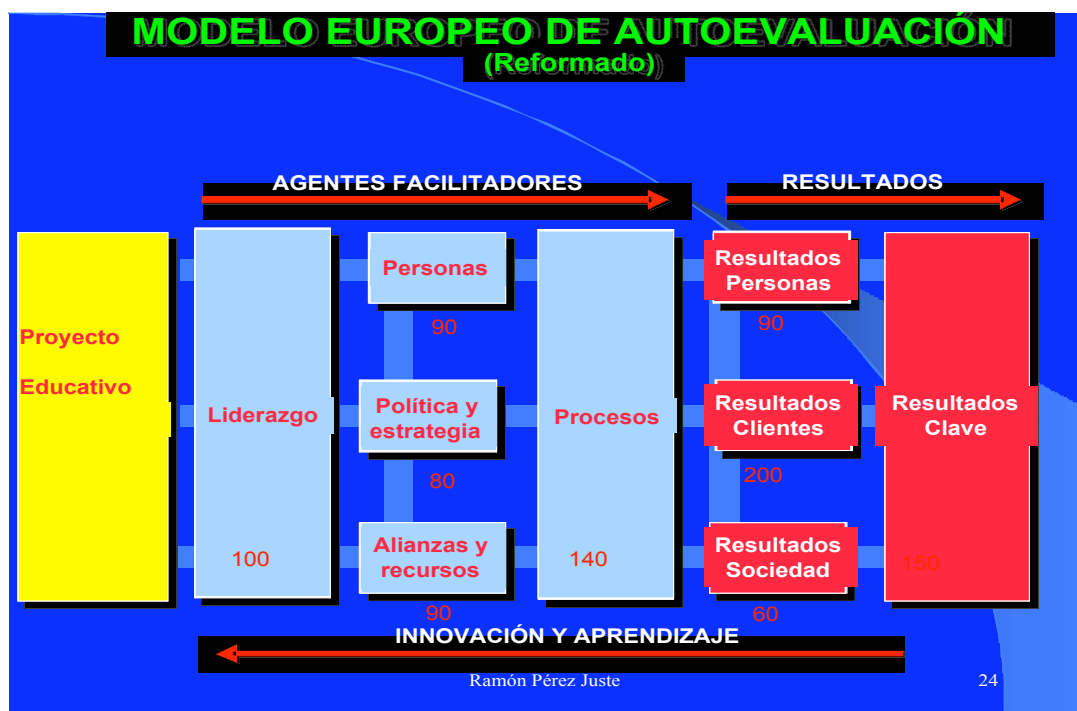 MODELO EUROPEO DE AUTOEVALUACIÓN
(Reformado)
AGENTES FACILITADORES
RESULTADOS
Proyecto
Educativo
Liderazgo
100
Personas
90
Política y
estrategia
80
Alianzas y
recursos
90
Procesos
140
Resultados
Personas
90
Resultados
Clientes
200
Resultados
Sociedad
60
Resultados
Clave
150
INNOVACIÓN Y APRENDIZAJE
Ramón Pérez Juste
24